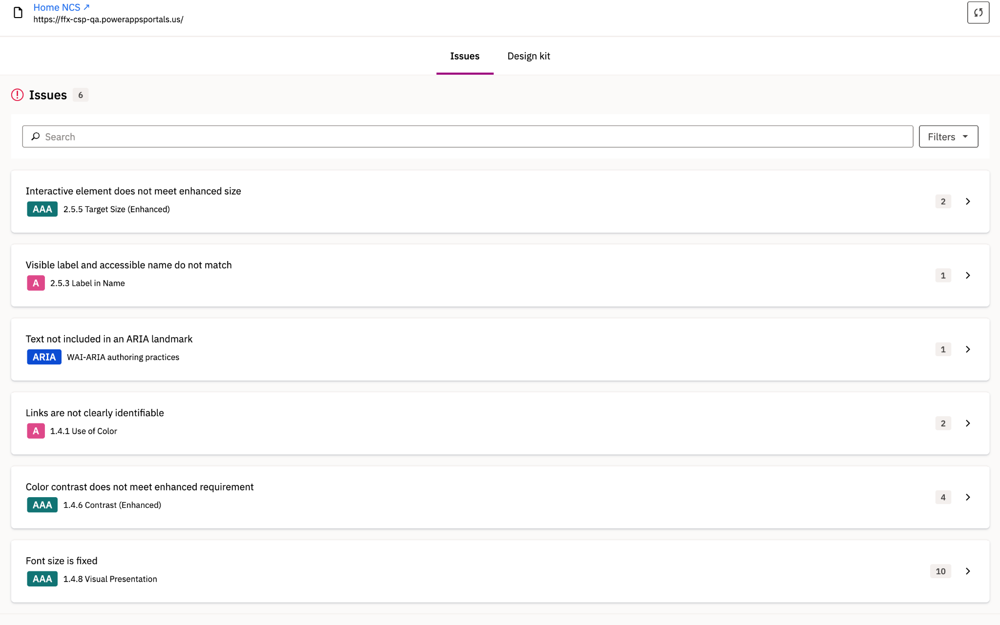 Home NCS
https://ffx-csp-qa.powerappsportals.us/
Issues
Design kit
Issues 6
Search
Filters
Interactive element does not meet enhanced size
AAA 2.5.5 Target Size (Enhanced)
2
Visible label and accessible name do not match
A 2.5.3 Label in Name
1
Text not included in an ARIA landmark
ARIA WAI-ARIA authoring practices
1
Links are not clearly identifiable
A 1.4.1 Use of Color
2
Color contrast does not meet enhanced requirement
AAA 1.4.6 Contrast (Enhanced)
4
Font size is fixed
AAA 1.4.8 Visual Presentation
10